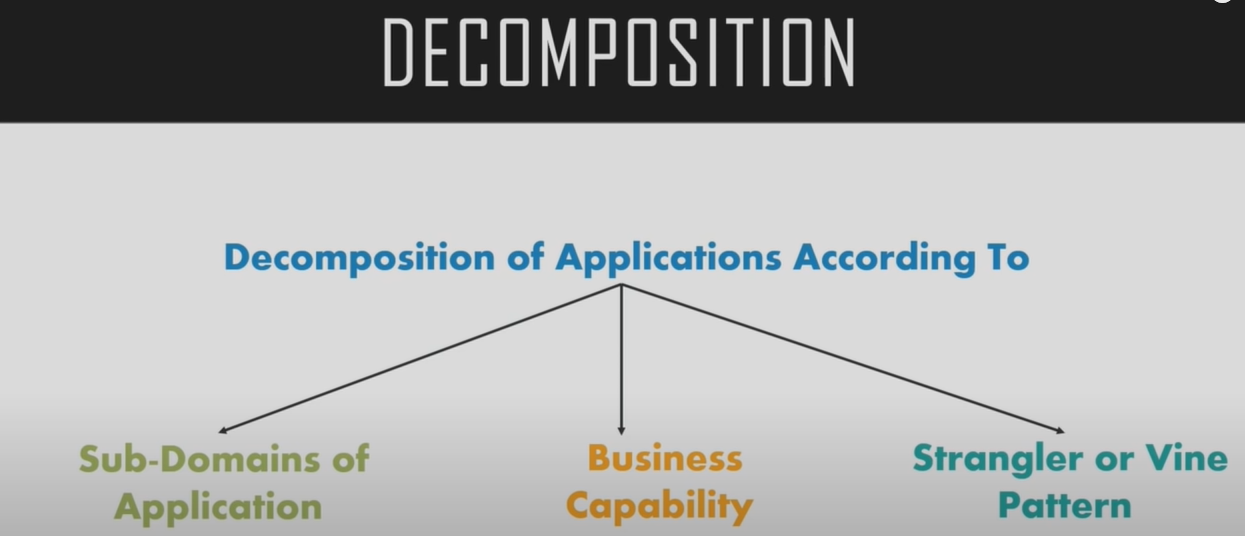 DECOMPOSITION
Decomposition of Applications According To
Sub-Domains of
Application
Business
Capability
Strangler or Vine
Pattern